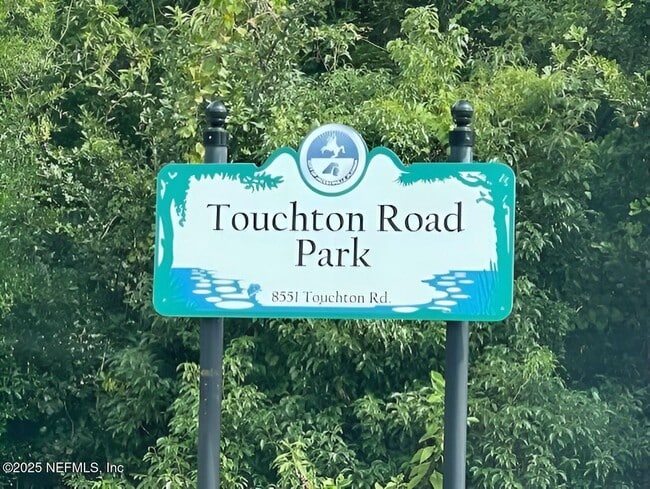 Touchton Road
Park
8551 Touchton Rd.
©2025 NEFMLS, Inc